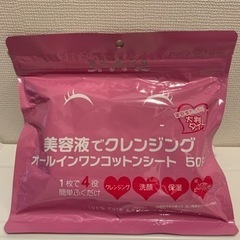 大判サイズ
美容液でクレンジング
オールインワンコットンシート 50枚
1枚で4役
簡単ふくだけ
クレンジング
洗顔
保湿